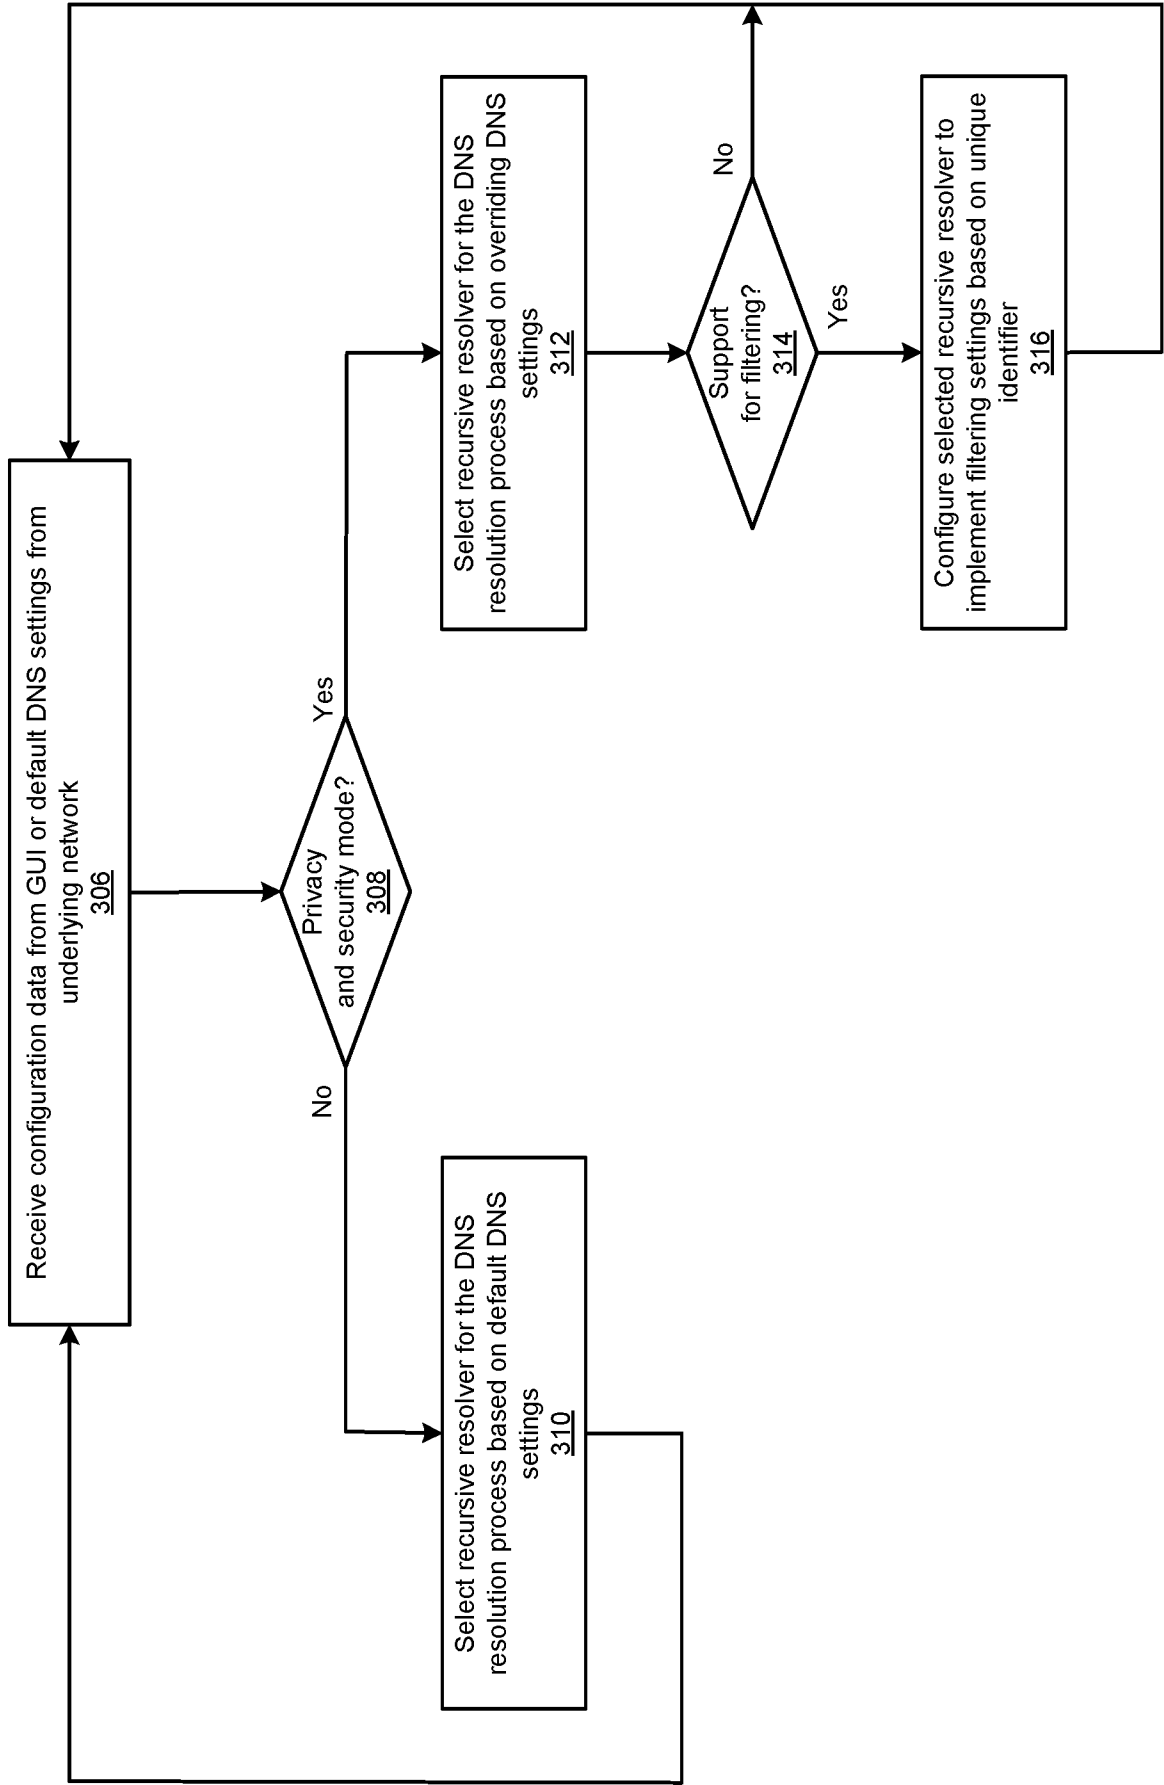 Receive configuration data from GUI or default DNS settings from
underlying network
306
Privacy
and security mode?
308
No
Yes
Select recursive resolver for the DNS
resolution process based on default DNS
settings
310
Select recursive resolver for the DNS
resolution process based on overriding DNS
settings
312
Support
for filtering?
314
No
Yes
Configure selected recursive resolver to
implement filtering settings based on unique
identifier
316